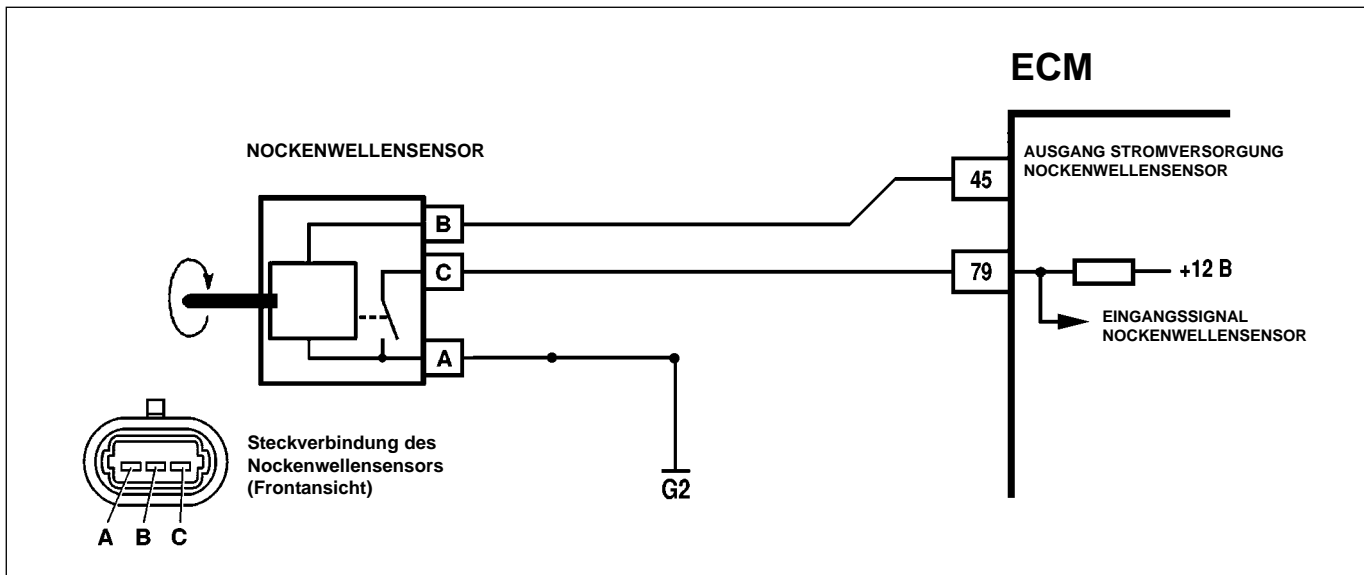 ECM
NOCKENWELLENSENSOR
AUSGANG STROMVERSORGUNG
NOCKENWELLENSENSOR
45
B
C
79
+12 B
EINGANGSSIGNAL
NOCKENWELLENSENSOR
A
Steckverbindung des
Nockenwellensensors
(Frontansicht)
G2
A B C